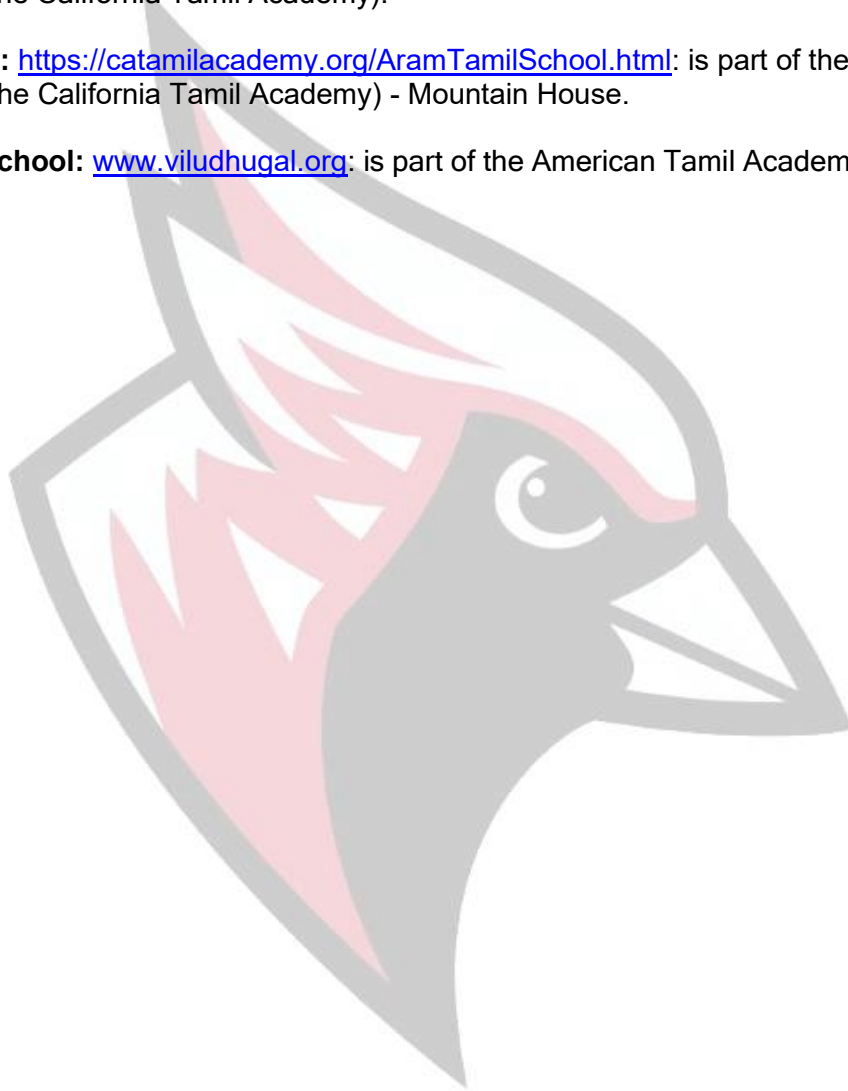 he California Tamil Academy).
: https://catamilacademy.org/AramTamilSchool.html: is part of the
he California Tamil Academy) - Mountain House.
chool: www.viludhugal.org: is part of the American Tamil Academ